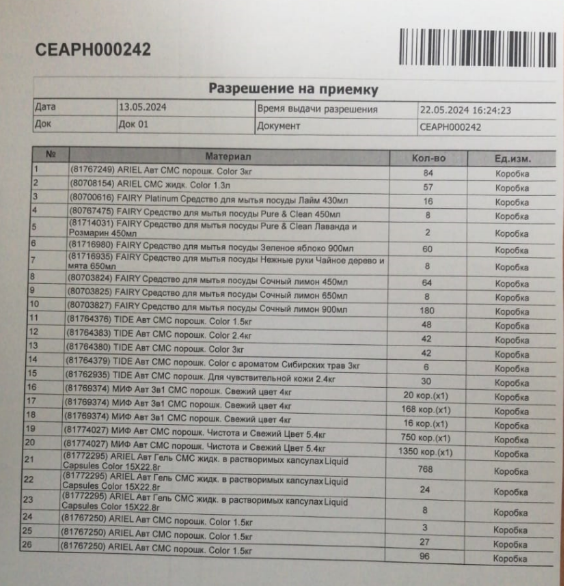 CEAPH000242
Разрешение на приемку
Дата 13.05.2024 Время выдачи разрешения 22.05.2024 16:24:23
Док Док 01 Документ CEAPH000242
№ Материал Кол-во Ед.изм.
1 (81767249) ARIEL Авт СМС порошк. Color 3кг 84 Коробка
2 (80708154) ARIEL СМС жидк. Color 1.3л 57 Коробка
3 (80700616) FAIRY Platinum Средство для мытья посуды Лайм 430мл 16 Коробка
4 (80767475) FAIRY Средство для мытья посуды Pure & Clean 450мл 8 Коробка
5 (81714031) FAIRY Средство для мытья посуды Pure & Clean Лаванда и
Розмарин 450мл 2 Коробка
6 (81716980) FAIRY Средство для мытья посуды Зеленое яблоко 900мл 60 Коробка
7 (81716935) FAIRY Средство для мытья посуды Нежные руки Чайное дерево и
мята 650мл 8 Коробка
8 (80703824) FAIRY Средство для мытья посуды Сочный лимон 450мл 64 Коробка
9 (80703825) FAIRY Средство для мытья посуды Сочный лимон 650мл 8 Коробка
10 (80703827) FAIRY Средство для мытья посуды Сочный лимон 900мл 180 Коробка
11 (81764376) TIDE Авт СМС порошк. Color 1.5кг 48 Коробка
12 (81764383) TIDE Авт СМС порошк. Color 2.4кг 42 Коробка
13 (81764380) TIDE Авт СМС порошк. Color 3кг 42 Коробка
14 (81764379) TIDE Авт СМС порошк. Color с ароматом Сибирских трав 3кг 6 Коробка
15 (81762935) TIDE Авт СМС порошк. Для чувствительной кожи 2.4кг 30 Коробка
16 (81769374) МИФ Авт 3в1 СМС порошк. Свежий цвет 4кг 20 кор.(x1) Коробка
17 (81769374) МИФ Авт 3в1 СМС порошк. Свежий цвет 4кг 168 кор.(x1) Коробка
18 (81769374) МИФ Авт 3в1 СМС порошк. Свежий цвет 4кг 16 кор.(x1) Коробка
19 (81774027) МИФ Авт СМС порошк. Чистота и Свежий Цвет 5.4кг 750 кор.(x1) Коробка
20 (81774027) МИФ Авт СМС порошк. Чистота и Свежий Цвет 5.4кг 1350 кор.(x1) Коробка
21 (81772295) ARIEL Авт Гель СМС жидк. в растворимых капсулах Liquid
Capsules Color 15X22.8г 768 Коробка
22 (81772295) ARIEL Авт Гель СМС жидк. в растворимых капсулах Liquid
Capsules Color 15X22.8г 24 Коробка
23 (81772295) ARIEL Авт Гель СМС жидк. в растворимых капсулах Liquid
Capsules Color 15X22.8г 8 Коробка
24 (81767250) ARIEL Авт СМС порошк. Color 1.5кг 3 Коробка
25 (81767250) ARIEL Авт СМС порошк. Color 1.5кг 27 Коробка
26 (81767250) ARIEL Авт СМС порошк. Color 1.5кг 96 Коробка